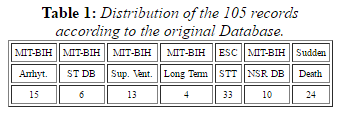 Table 1: Distribution of the 105 records
according to the original Database.
MIT-BIH MIT-BIH MIT-BIH MIT-BIH ESC MIT-BIH Sudden
Arrhyt. ST DB Sup. Vent. Long Term STT NSR DB Death
15 6 13 4 33 10 24